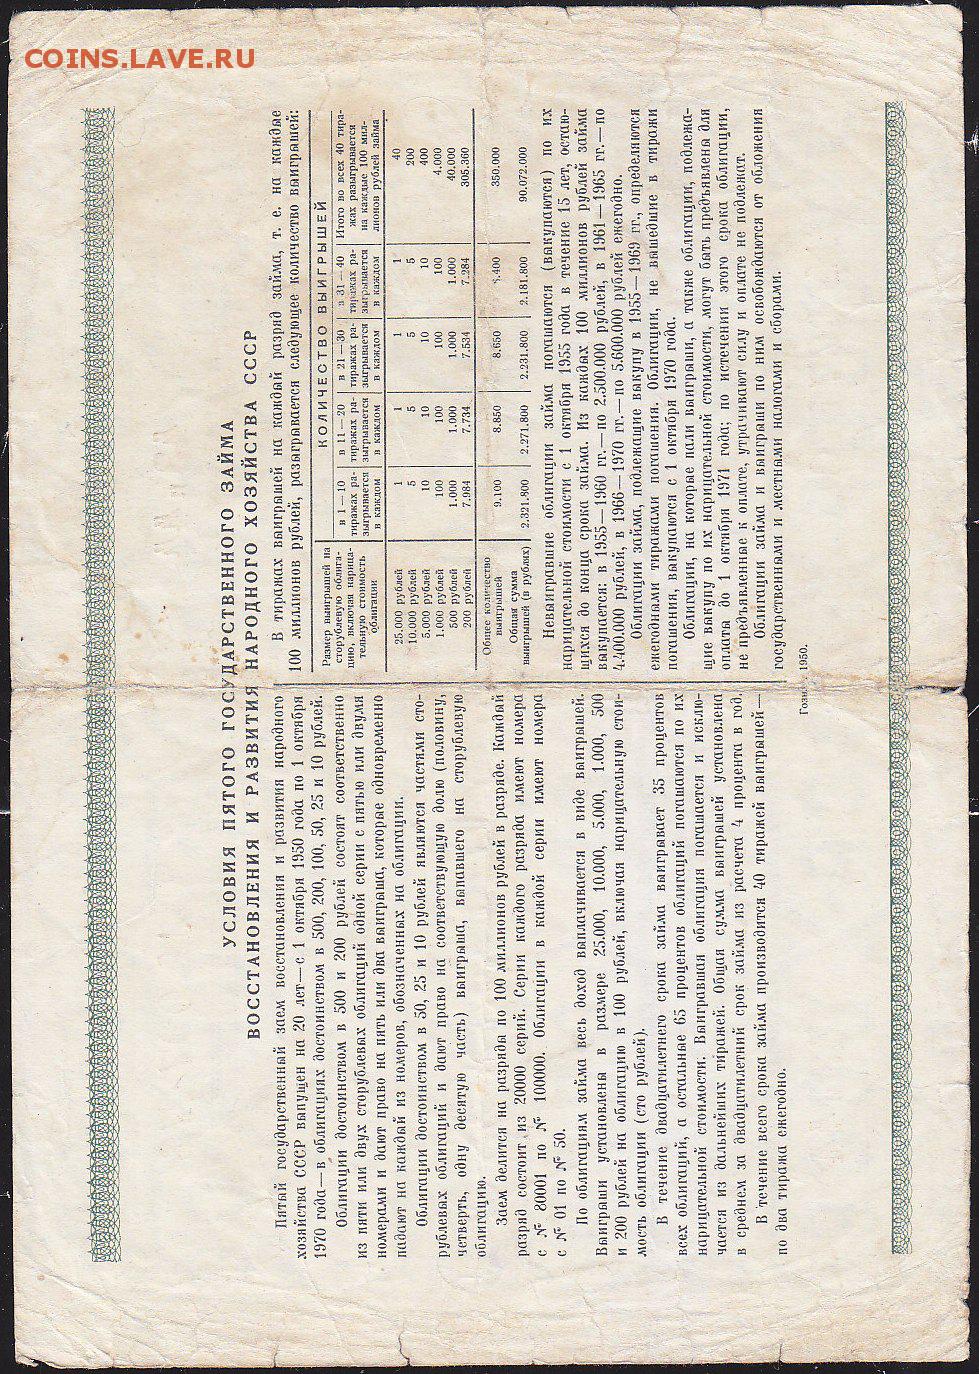 COINS.LAVE.RU
УСЛОВИЯ ПЯТОГО ГОСУДАРСТВЕННОГО ЗАЙМА
ВОССТАНОВЛЕНИЯ И РАЗВИТИЯ НАРОДНОГО ХОЗЯЙСТВА СССР
Пятый государственный заем восстановления и развития народного
хозяйства СССР выпущен на 20 лет—с 1 октября 1950 года по 1 октября
1970 года—в облигациях достоинством в 500, 200, 100, 50, 25 и 10 рублей.
Облигации достоинством в 500 и 200 рублей состоят соответственно
из пяти или двух сторублевых облигаций одной серии с пятью или двумя
номерами и дают право на пять или два выигрыша, которые одновременно
падают на каждый из номеров, обозначенных на облигации.
Облигации достоинством в 50, 25 и 10 рублей являются частями сто-
рублевых облигаций и дают право на соответствующую долю (половину,
четверть, одну десятую часть) выигрыша, выпавшего на сторублевую
облигацию.
Заем делится на разряды по 100 миллионов рублей в разряде. Каждый
разряд состоит из 20000 серий. Серии каждого разряда имеют номера
с № 80001 по № 100000. Облигации в каждой серии имеют номера
с № 01 по № 50.
По облигациям займа весь доход выплачивается в виде выигрышей.
Выигрыши установлены в размере 25.000, 10.000, 5.000, 1.000, 500
и 200 рублей на облигацию в 100 рублей, включая нарицательную стои-
мость облигации (сто рублей).
В течение двадцатилетнего срока займа выигрывает 35 процентов
всех облигаций, а остальные 65 процентов облигаций погашаются по их
нарицательной стоимости. Выигравшая облигация погашается и исклю-
чается из дальнейших тиражей. Общая сумма выигрышей установлена
в среднем за двадцатилетний срок займа из расчета 4 процента в год.
В течение всего срока займа производится 40 тиражей выигрышей—
по два тиража ежегодно.
В тиражах выигрышей на каждый разряд займа, т. е. на каждые
100 миллионов рублей, разыгрывается следующее количество выигрышей:
Размер выигрышей на
сторублевую облига-
цию, включая нарица-
тельную стоимость
облигации
КОЛИЧЕСТВО ВЫИГРЫШЕЙ
в 1—10
тиражах ра-
зыгрывается
в каждом
в 11—20
тиражах ра-
зыгрывается
в каждом
в 21—30
тиражах ра-
зыгрывается
в каждом
в 31—40
тиражах ра-
зыгрывается
в каждом
Итого во всех 40 тира-
жах разыгрывается
на каждые 100 мил-
лионов рублей займа
25.000 рублей 1 1 1 1 40
10.000 рублей 5 5 5 5 200
5.000 рублей 10 10 10 10 400
1.000 рублей 100 100 100 100 4.000
500 рублей 1.000 1.000 1.000 1.000 40.000
200 рублей 7.984 7.734 7.534 7.284 305.360
Общее количество
выигрышей 9.100 8.850 8.650 .400 350.000
Общая сумма
выигрышей (в рублях) 2.321.800 2.271.800 2.231.800 2.181.800 90.072.000
Невыигравшие облигации займа погашаются (выкупаются) по их
нарицательной стоимости с 1 октября 1955 года в течение 15 лет, остаю-
щихся до конца срока займа. Из каждых 100 миллионов рублей займа
выкупается: в 1955—1960 гг.—по 2.500.000 рублей, в 1961—1965 гг.—по
4.400.000 рублей, в 1966—1970 гг.—по 5.600.000 рублей ежегодно.
Облигации займа, подлежащие выкупу в 1955—1969 гг., определяются
ежегодными тиражами погашения. Облигации, не вышедшие в тиражи
погашения, выкупаются с 1 октября 1970 года.
Облигации, на которые пали выигрыши, а также облигации, подлежа-
щие выкупу по их нарицательной стоимости, могут быть предъявлены для
оплаты до 1 октября 1971 года; по истечении этого срока облигации,
не предъявленные к оплате, утрачивают силу и оплате не подлежат.
Облигации займа и выигрыши по ним освобождаются от обложения
государственными и местными налогами и сборами.
1950.